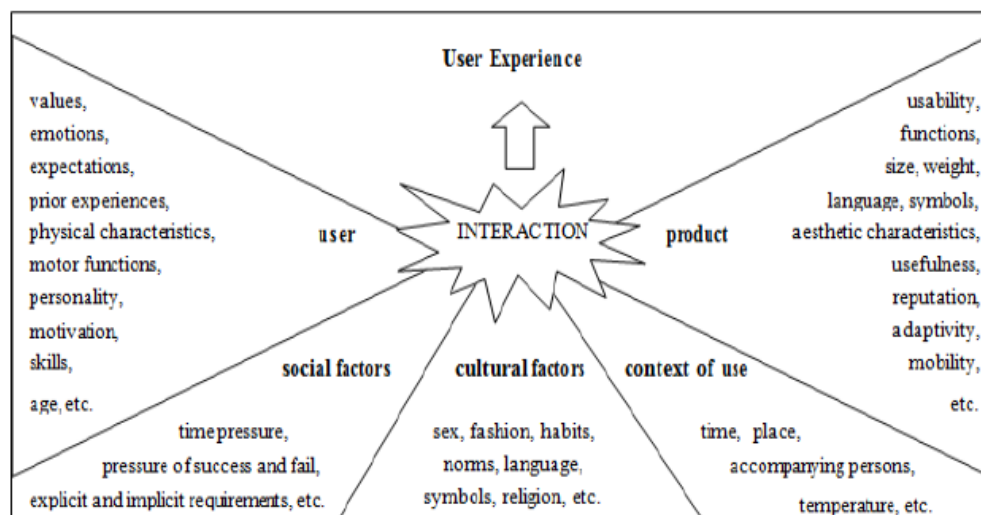 User Experience
values,
emotions,
expectations,
prior experiences,
physical characteristics,
motor functions,
personality,
motivation,
skills,
age, etc.
user
INTERACTION
product
usability,
functions,
size, weight,
language, symbols,
aesthetic characteristics,
usefulness,
reputation,
adaptivity,
mobility,
etc.
social factors
time pressure,
pressure of success and fail,
explicit and implicit requirements, etc.
cultural factors
sex, fashion, habits,
norms, language,
symbols, religion, etc.
context of use
time, place,
accompanying persons,
temperature, etc.